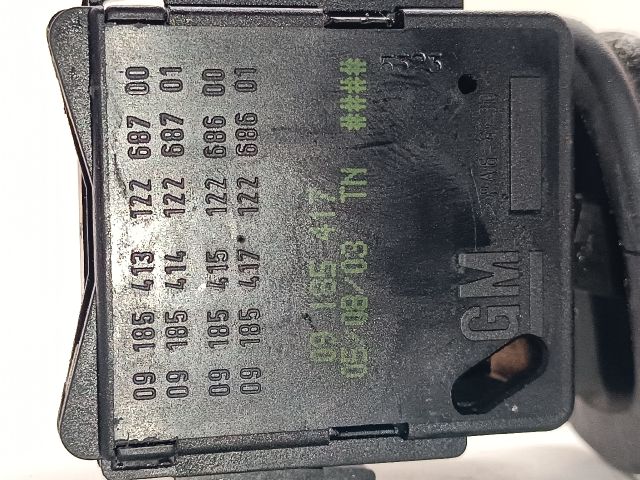 09 185 413 122 687 00
09 185 414 122 687 01
09 185 415 122 686 00
09 185 417 122 686 01
09 185 417
05/08/03 TN ####
GM